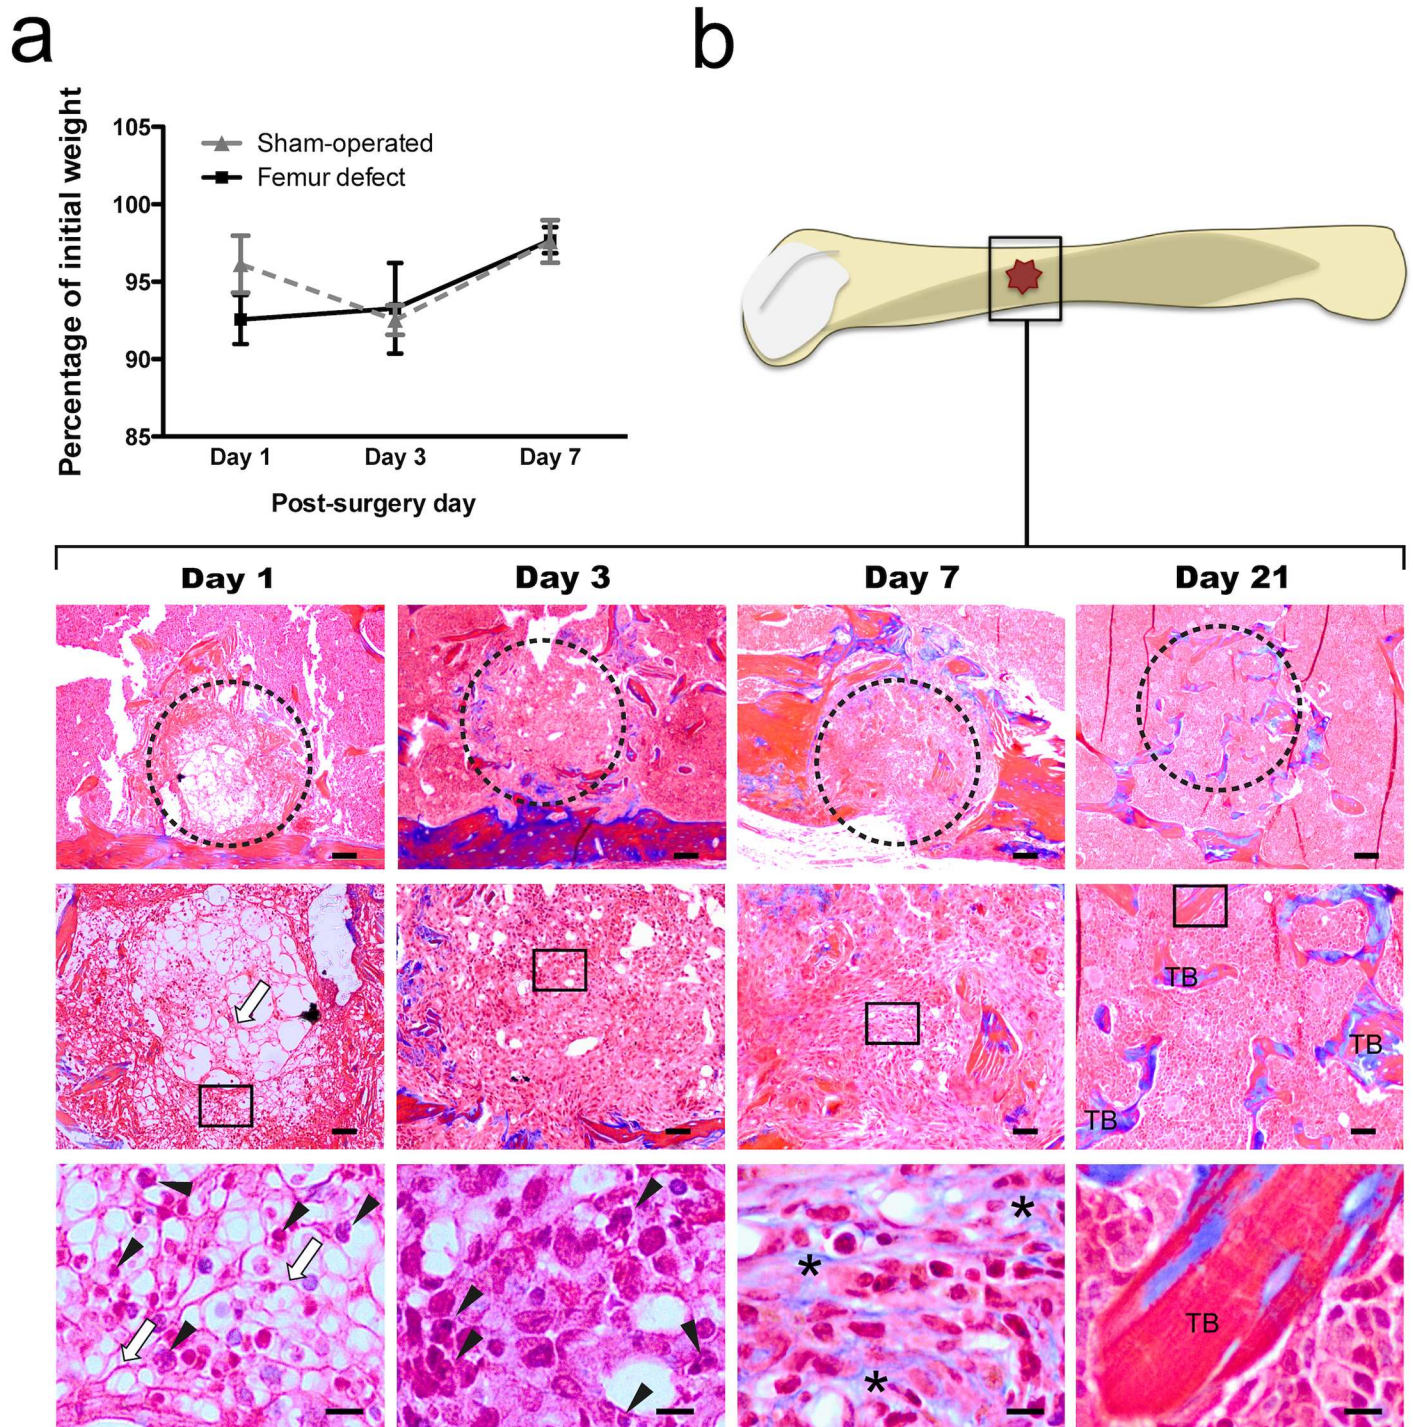 a
b
Percentage of initial weight
105
100
95
90
85
Sham-operated
Femur defect
Day 1
Day 3
Day 7
Post-surgery day
Day 1
Day 3
Day 7
Day 21
TB
TB
TB
*
*
*
TB